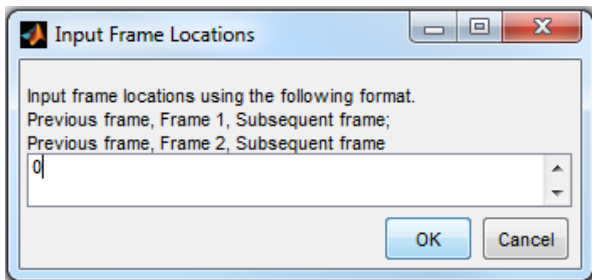 Input Frame Locations
Input frame locations using the following format.
Previous frame, Frame 1, Subsequent frame;
Previous frame, Frame 2, Subsequent frame
0
OK
Cancel